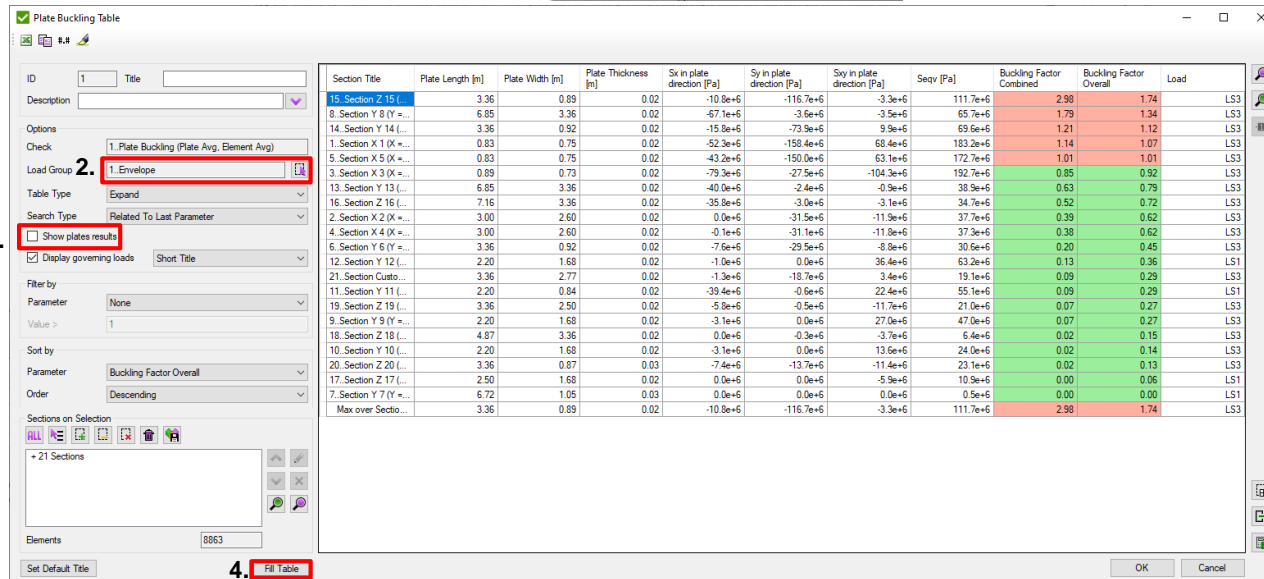 Plate Buckling Table
#.#
ID 1 Title
Description
Options
Check 1..Plate Buckling (Plate Avg, Element Avg)
Load Group 2. 1..Envelope
Table Type Expand
Search Type Related To Last Parameter
Show plates results
Display governing loads Short Title
Filter by
Parameter None
Value > 1
Sort by
Parameter Buckling Factor Overall
Order Descending
Sections on Selection
ALL
+ 21 Sections
Elements 8863
Set Default Title 4. Fill Table
Section Title Plate Length [m] Plate Width [m] Plate Thickness [m] Sx in plate direction [Pa] Sy in plate direction [Pa] Sxy in plate direction [Pa] Seqv [Pa] Buckling Factor Combined Buckling Factor Overall Load
15..Section Z 15 (... 3.36 0.89 0.02 -10.8e+6 -116.7e+6 -3.3e+6 111.7e+6 2.98 1.74 LS3
8..Section Y 8 (Y =... 6.85 3.36 0.02 -67.1e+6 -3.6e+6 -3.5e+6 65.7e+6 1.79 1.34 LS3
14..Section Y 14 (... 3.36 0.92 0.02 -15.8e+6 -73.9e+6 9.9e+6 69.6e+6 1.21 1.12 LS3
1..Section X 1 (X =... 0.83 0.75 0.02 -52.3e+6 -158.4e+6 68.4e+6 183.2e+6 1.14 1.07 LS3
5..Section X 5 (X =... 0.83 0.75 0.02 -43.2e+6 -150.0e+6 63.1e+6 172.7e+6 1.01 1.01 LS3
3..Section X 3 (X =... 0.89 0.73 0.02 -79.3e+6 -27.5e+6 -104.3e+6 192.7e+6 0.85 0.92 LS3
13..Section Y 13 (... 6.85 3.36 0.02 -40.0e+6 -2.4e+6 -0.9e+6 38.9e+6 0.63 0.79 LS3
16..Section Z 16 (... 7.16 3.36 0.02 -35.8e+6 -3.0e+6 -3.1e+6 34.7e+6 0.52 0.72 LS3
2..Section X 2 (X =... 3.00 2.60 0.02 0.0e+6 -31.5e+6 -11.9e+6 37.7e+6 0.39 0.62 LS3
4..Section X 4 (X =... 3.00 2.60 0.02 -0.1e+6 -31.1e+6 -11.8e+6 37.3e+6 0.38 0.62 LS3
6..Section Y 6 (Y =... 3.36 0.92 0.02 -7.6e+6 -29.5e+6 -8.8e+6 30.6e+6 0.20 0.45 LS3
12..Section Y 12 (... 2.20 1.68 0.02 -1.0e+6 0.0e+6 36.4e+6 63.2e+6 0.13 0.36 LS1
21..Section Custo... 3.36 2.77 0.02 -1.3e+6 -18.7e+6 3.4e+6 19.1e+6 0.09 0.29 LS3
11..Section Y 11 (... 2.20 0.84 0.02 -39.4e+6 -0.6e+6 22.4e+6 55.1e+6 0.09 0.29 LS1
19..Section Z 19 (... 3.36 2.50 0.02 -5.8e+6 -0.5e+6 -11.7e+6 21.0e+6 0.07 0.27 LS3
9..Section Y 9 (Y =... 2.20 1.68 0.02 -3.1e+6 0.0e+6 27.0e+6 47.0e+6 0.07 0.27 LS3
18..Section Z 18 (... 4.87 3.36 0.02 -0.3e+6 -0.3e+6 -3.7e+6 6.4e+6 0.02 0.15 LS3
10..Section Y 10 (... 2.20 1.68 0.02 -3.1e+6 0.0e+6 13.6e+6 24.0e+6 0.02 0.14 LS3
20..Section Z 20 (... 3.36 0.87 0.03 -7.4e+6 -13.7e+6 -11.4e+6 23.1e+6 0.02 0.13 LS3
17..Section Z 17 (... 2.50 1.68 0.02 0.0e+6 0.0e+6 -5.9e+6 10.9e+6 0.00 0.06 LS1
7..Section Y 7 (Y =... 6.72 1.05 0.03 0.0e+6 0.0e+6 0.0e+6 0.5e+6 0.00 0.00 LS1
Max over Sectio... 3.36 0.89 0.02 -10.8e+6 -116.7e+6 -3.3e+6 111.7e+6 2.98 1.74 LS3
OK Cancel